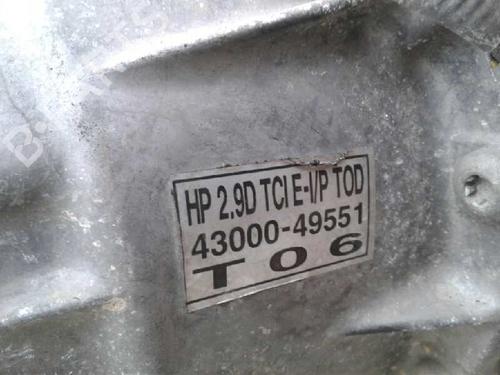 HP 2.9D TCI E-I/P TOD
43000-49551
T06